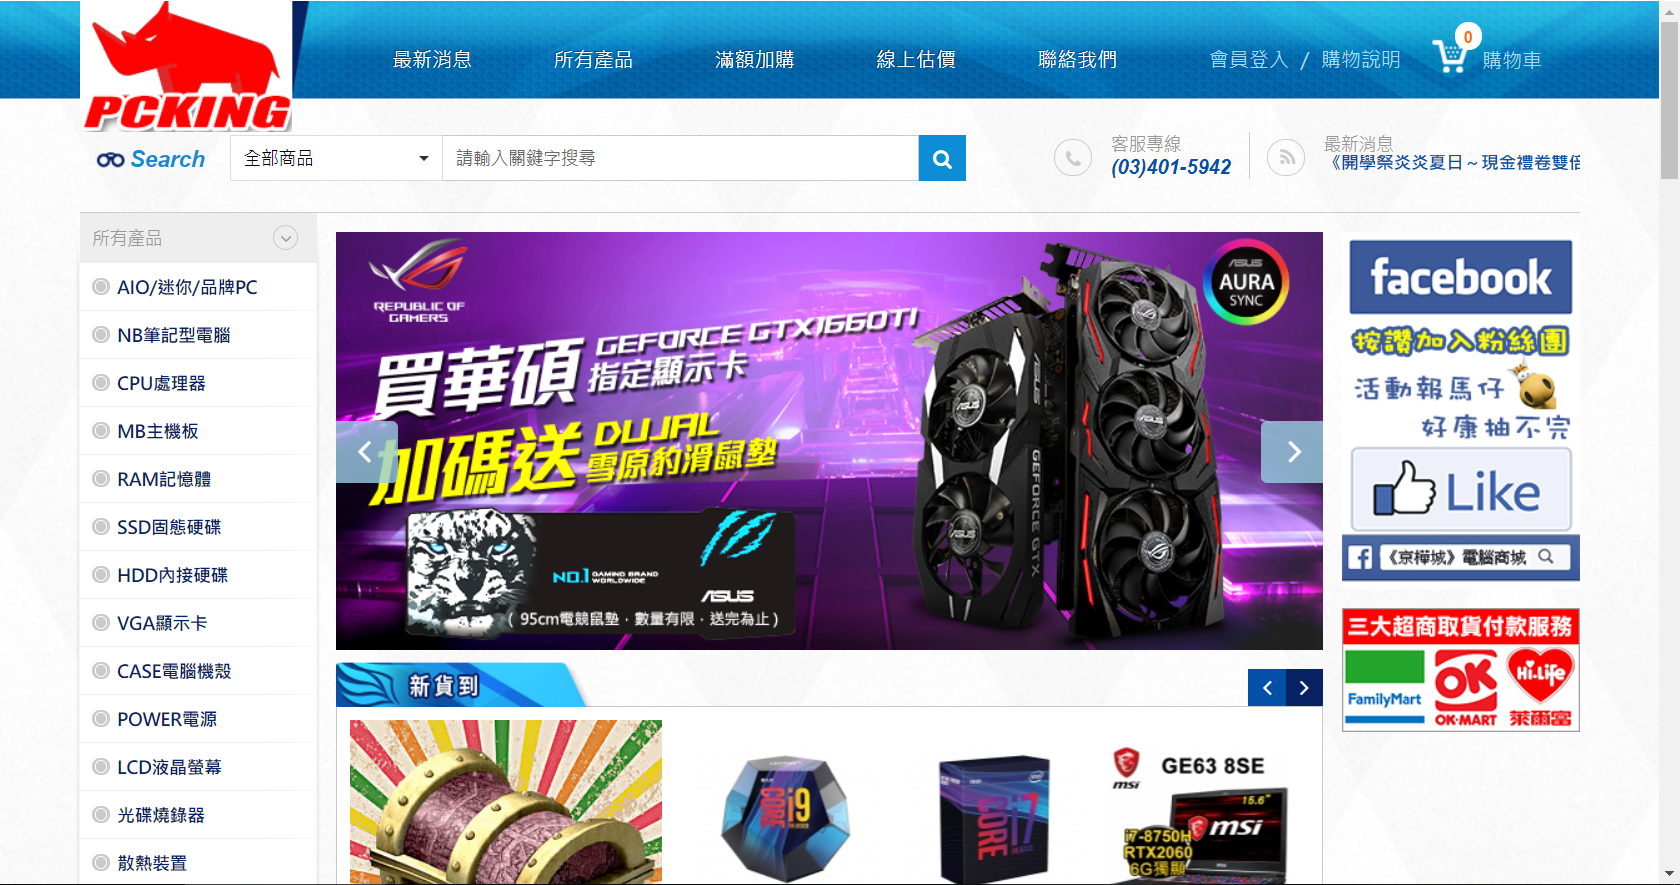 PCKING
最新消息
所有產品
滿額加購
線上估價
聯絡我們
會員登入 / 購物說明
0
購物車
Search
全部商品
請輸入關鍵字搜尋
客服專線
(03)401-5942
最新消息
《開學祭炎炎夏日～現金禮卷雙倍
所有產品
AIO/迷你/品牌PC
NB筆記型電腦
CPU處理器
MB主機板
RAM記憶體
SSD固態硬碟
HDD內接硬碟
VGA顯示卡
CASE電腦機殼
POWER電源
LCD液晶螢幕
光碟燒錄器
散熱裝置
REPUBLIC OF
GAMERS
ASUS
AURA
SYNC
買華碩
GEFORCE GTX1660TI
指定顯示卡
加碼送
DUJAL
雪原豹滑鼠墊
ASUS
ASUS
ASUS
GEFORCE GTX
NO.1 GAMING BRAND
WORLDWIDE
ASUS
( 95cm電競鼠墊．數量有限．送完為止 )
facebook
按讚加入粉絲團
活動報馬仔
好康抽不完
Like
《京樺城》電腦商城
三大超商取貨付款服務
FamilyMart
OK
OK·MART
Hi-Life
萊爾富
新貨到
CORE i9
intel
CORE i7
msi
GE63 8SE
15.6"
msi
i7-8750H
RTX2060
6G獨顯